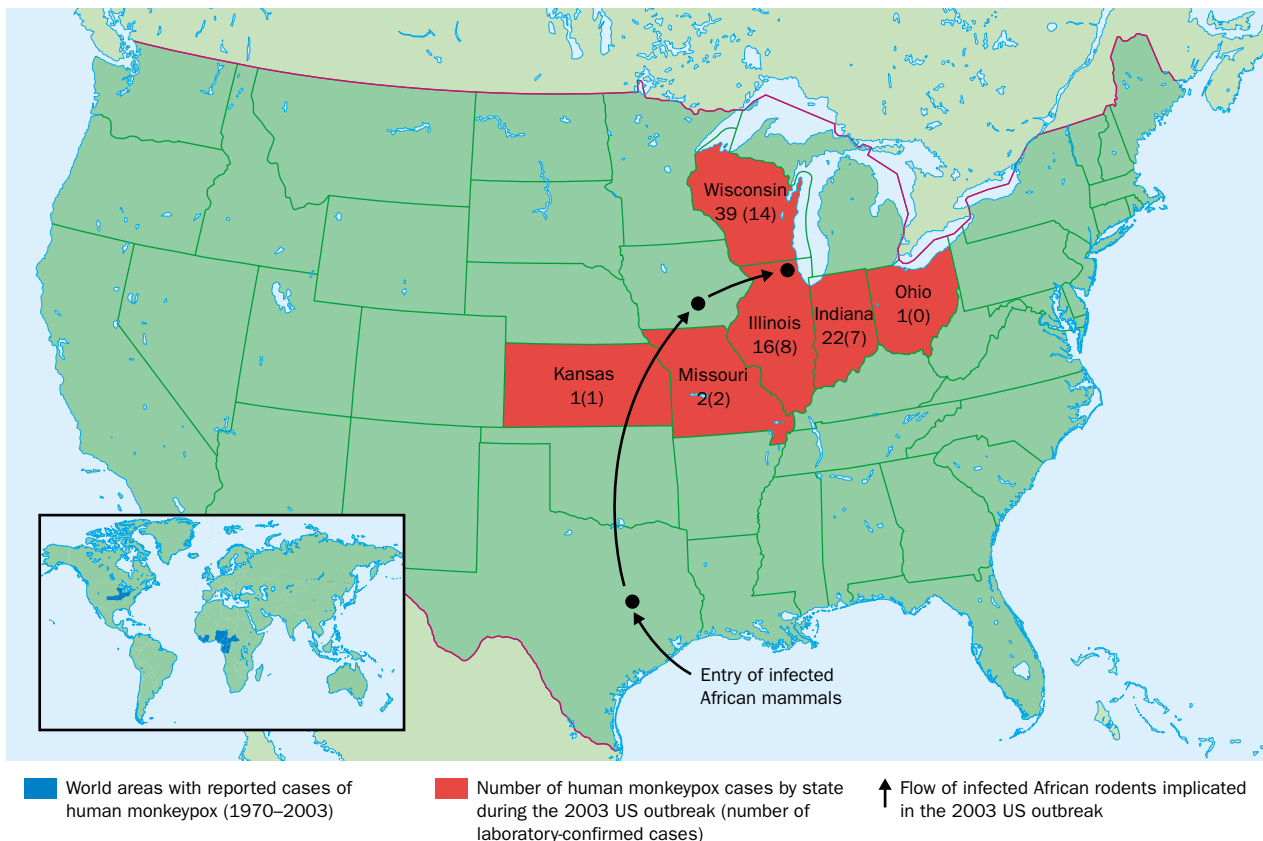 Wisconsin
39 (14)
Ohio
1(0)
Indiana
22(7)
Illinois
16(8)
Kansas
1(1)
Missouri
2(2)
Entry of infected
African mammals
World areas with reported cases of
human monkeypox (1970–2003)
Number of human monkeypox cases by state
during the 2003 US outbreak (number of
laboratory-confirmed cases)
Flow of infected African rodents implicated
in the 2003 US outbreak